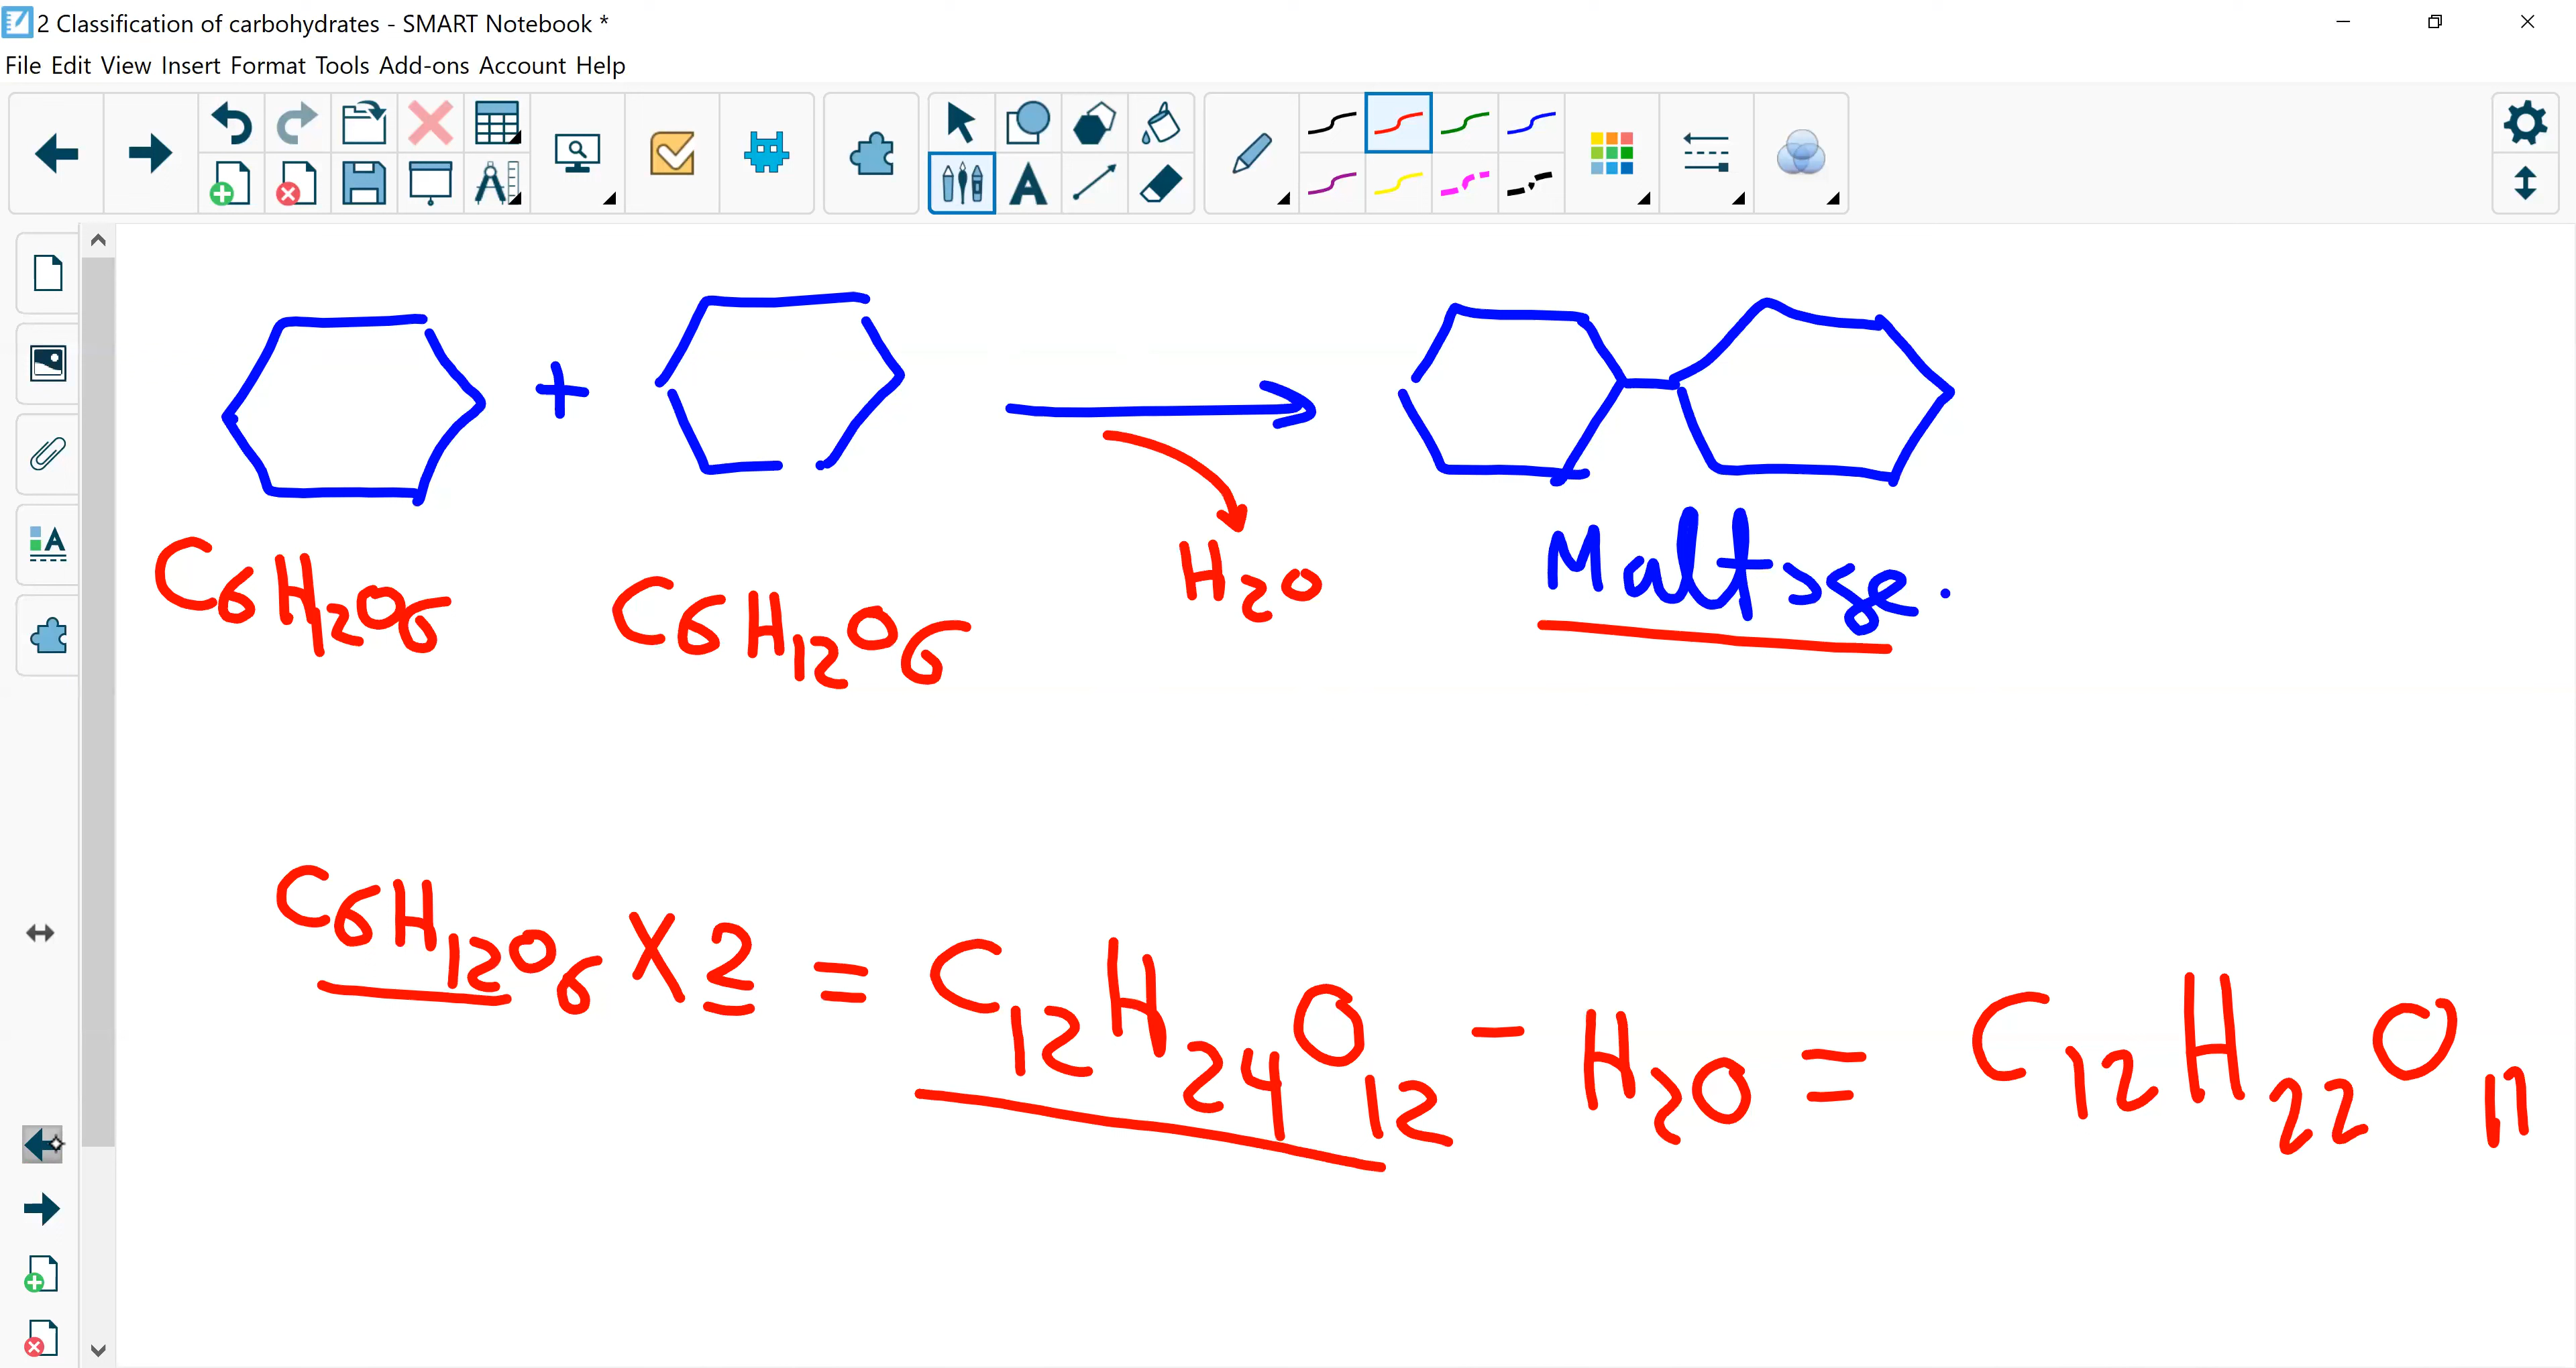 2 Classification of carbohydrates - SMART Notebook *
File Edit View Insert Format Tools Add-ons Account Help
+
C6H12O6 C6H12O6 H2O Maltose.
C6H12O6 X 2 = C12H24O12 - H2O = C12H22O11